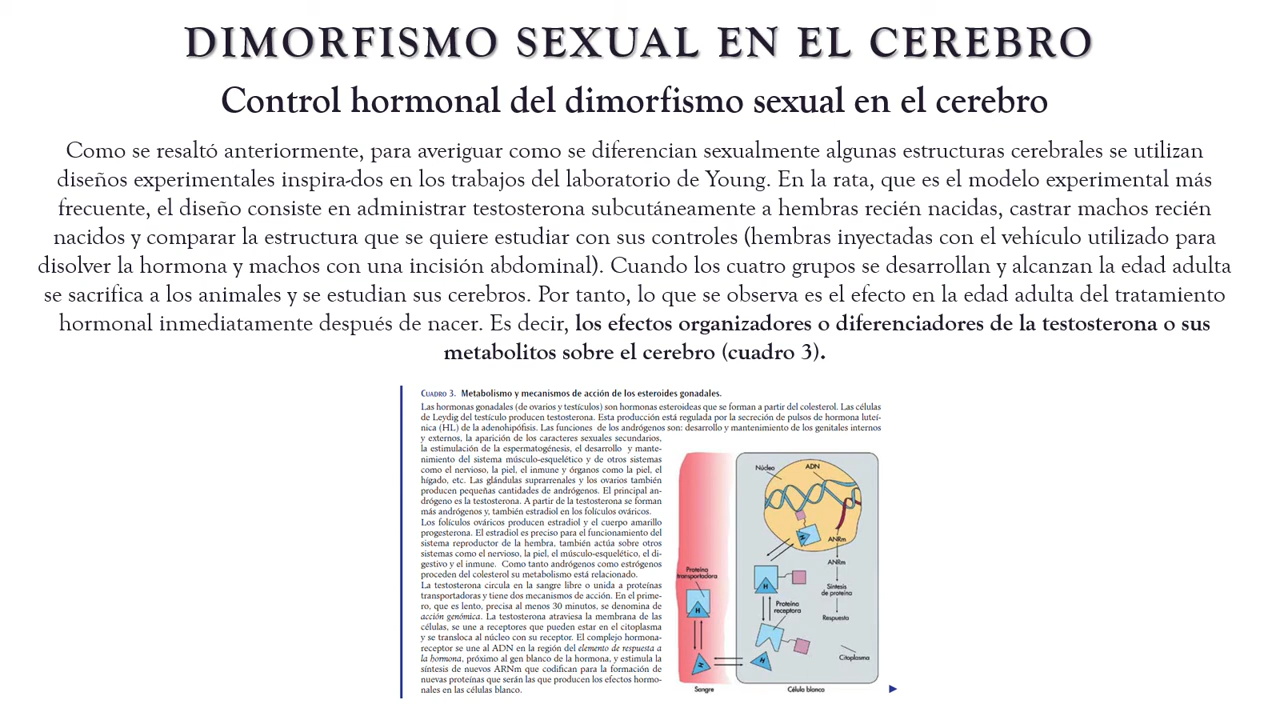 DIMORFISMO SEXUAL EN EL CEREBRO
Control hormonal del dimorfismo sexual en el cerebro
Como se resaltó anteriormente, para averiguar como se diferencian sexualmente algunas estructuras cerebrales se utilizan
diseños experimentales inspira-dos en los trabajos del laboratorio de Young. En la rata, que es el modelo experimental más
frecuente, el diseño consiste en administrar testosterona subcutáneamente a hembras recién nacidas, castrar machos recién
nacidos y comparar la estructura que se quiere estudiar con sus controles (hembras inyectadas con el vehículo utilizado para
disolver la hormona y machos con una incisión abdominal). Cuando los cuatro grupos se desarrollan y alcanzan la edad adulta
se sacrifica a los animales y se estudian sus cerebros. Por tanto, lo que se observa es el efecto en la edad adulta del tratamiento
hormonal inmediatamente después de nacer. Es decir, los efectos organizadores o diferenciadores de la testosterona o sus
metabolitos sobre el cerebro (cuadro 3).
CUADRO 3. Metabolismo y mecanismos de acción de los esteroides gonadales.
Las hormonas gonadales (de ovarios y testículos) son hormonas esteroideas que se forman a partir del colesterol. Las células
de Leydig del testículo producen testosterona. Esta producción está regulada por la secreción de pulsos de hormona luteí-
nica (HL) de la adenohipófisis. Las funciones de los andrógenos son: desarrollo y mantenimiento de los genitales internos
y externos, la aparición de los caracteres sexuales secundarios,
la estimulación de la espermatogénesis, el desarrollo y mante-
nimiento del sistema músculo-esquelético y de otros sistemas
como el nervioso, la piel, el inmune y órganos como la piel, el
hígado, etc. Las glándulas suprarrenales y los ovarios también
producen pequeñas cantidades de andrógenos. El principal an-
drógeno es la testosterona. A partir de la testosterona se forman
más andrógenos y, también estradiol en los folículos ováricos.
Los folículos ováricos producen estradiol y el cuerpo amarillo
progesterona. El estradiol es preciso para el funcionamiento del
sistema reproductor de la hembra, también actúa sobre otros
sistemas como el nervioso, la piel, el músculo-esquelético, el di-
gestivo y el inmune. Como tanto andrógenos como estrógenos
proceden del colesterol su metabolismo está relacionado.
La testosterona circula en la sangre libre o unida a proteínas
transportadoras y tiene dos mecanismos de acción. En el prime-
ro, que es lento, precisa al menos 30 minutos, se denomina de
acción genómica. La testosterona atraviesa la membrana de las
células, se une a receptores que pueden estar en el citoplasma
y se transloca al núcleo con su receptor. El complejo hormona-
receptor se une al ADN en la región del elemento de respuesta a
la hormona, próximo al gen blanco de la hormona, y estimula la
síntesis de nuevos ARNm que codifican para la formación de
nuevas proteínas que serán las que producen los efectos hormo-
nales en las células blanco.
Núcleo
ADN
H
ARNm
ARNm
Proteína
transportadora
H
H
Síntesis
de proteína
Proteína
receptora
Respuesta
Citoplasma
H
H
Sangre
Célula blanco